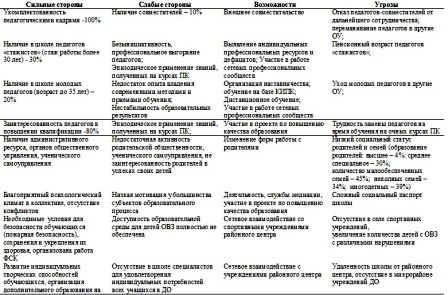 Сильные стороны	Слабые стороны	Возможности	Угрозы
Укомплектованность педагогическими кадрами -100%	Наличие совместителей – 10%	Внешнее совместительство	Отказ педагогов-совместителей от дальнейшего сотрудничества; переманивание педагогов в другие ОУ;
Наличие в школе педагогов «стажистов» (стаж работы более 30 лет) - 30%	Безынициативность, профессиональное выгорание педагогов; Эпизодическое применение знаний, полученных на курсах ПК	Выявление индивидуальных профессиональных ресурсов и дефицитов; Участие в работе сетевых профессиональных сообществ	Пенсионный возраст педагогов «стажистов»;
Наличие в школе молодых педагогов (возраст до 35 лет) – 20%	Недостаток опыта владения современными методами и приемами обучения; Нестабильность образовательных результатов	Организация наставничества; обучение на базе КИПК; Дистанционное обучение; Участие в работе сетевых профессиональных сообществ	Уход молодых педагогов в другие ОУ;
Заинтересованность педагогов в повышении квалификации -80%	Эпизодическое применение знаний, полученных на курсах ПК;	Участие в проекте по повышению качества образования	Трудность замены педагогов на время обучения на очных курсах ПК
Наличие административного ресурса, органов общественного управления, ученического самоуправления	Недостаточная активность родительской общественности, ученического самоуправления, не заинтересованность родителей в успехах своих детей	Изменение форм работы с родителями	Низкий социальный статус родителей и семей (образование родителей: высшее – 4%; среднее специальное – 30%; количество малообеспеченных семей – 45%; неполных семей – 34%; многодетных – 39%)
Благоприятный психологический климат в коллективе, отсутствие конфликтов	Низкая мотивация у большинства субъектов образовательного процесса	Деятельность, службы медиации, участие в проекте по повышению качества образования	Сложный социальный паспорт школы
Необходимые условия для безопасности обучающихся (пожарная безопасность), сохранения и укрепления их здоровья, организована работа ФСК	Доступность образовательной среды для детей ОВЗ полностью не обеспечена	Сетевое взаимодействие со спортивными учреждениями районного центра	Отсутствие в селе спортивных учреждений, увеличение количества детей с ОВЗ с различными нарушениями
Развитие индивидуальных творческих способностей обучающихся, организация дополнительного образования на	Отсутствие в школе специалистов для удовлетворения индивидуальных потребностей всех учащихся в ДО	Сетевое взаимодействие с учреждениями районного центра	Удаленность школы от районного центра, отсутствие в микрорайоне учреждений ДО